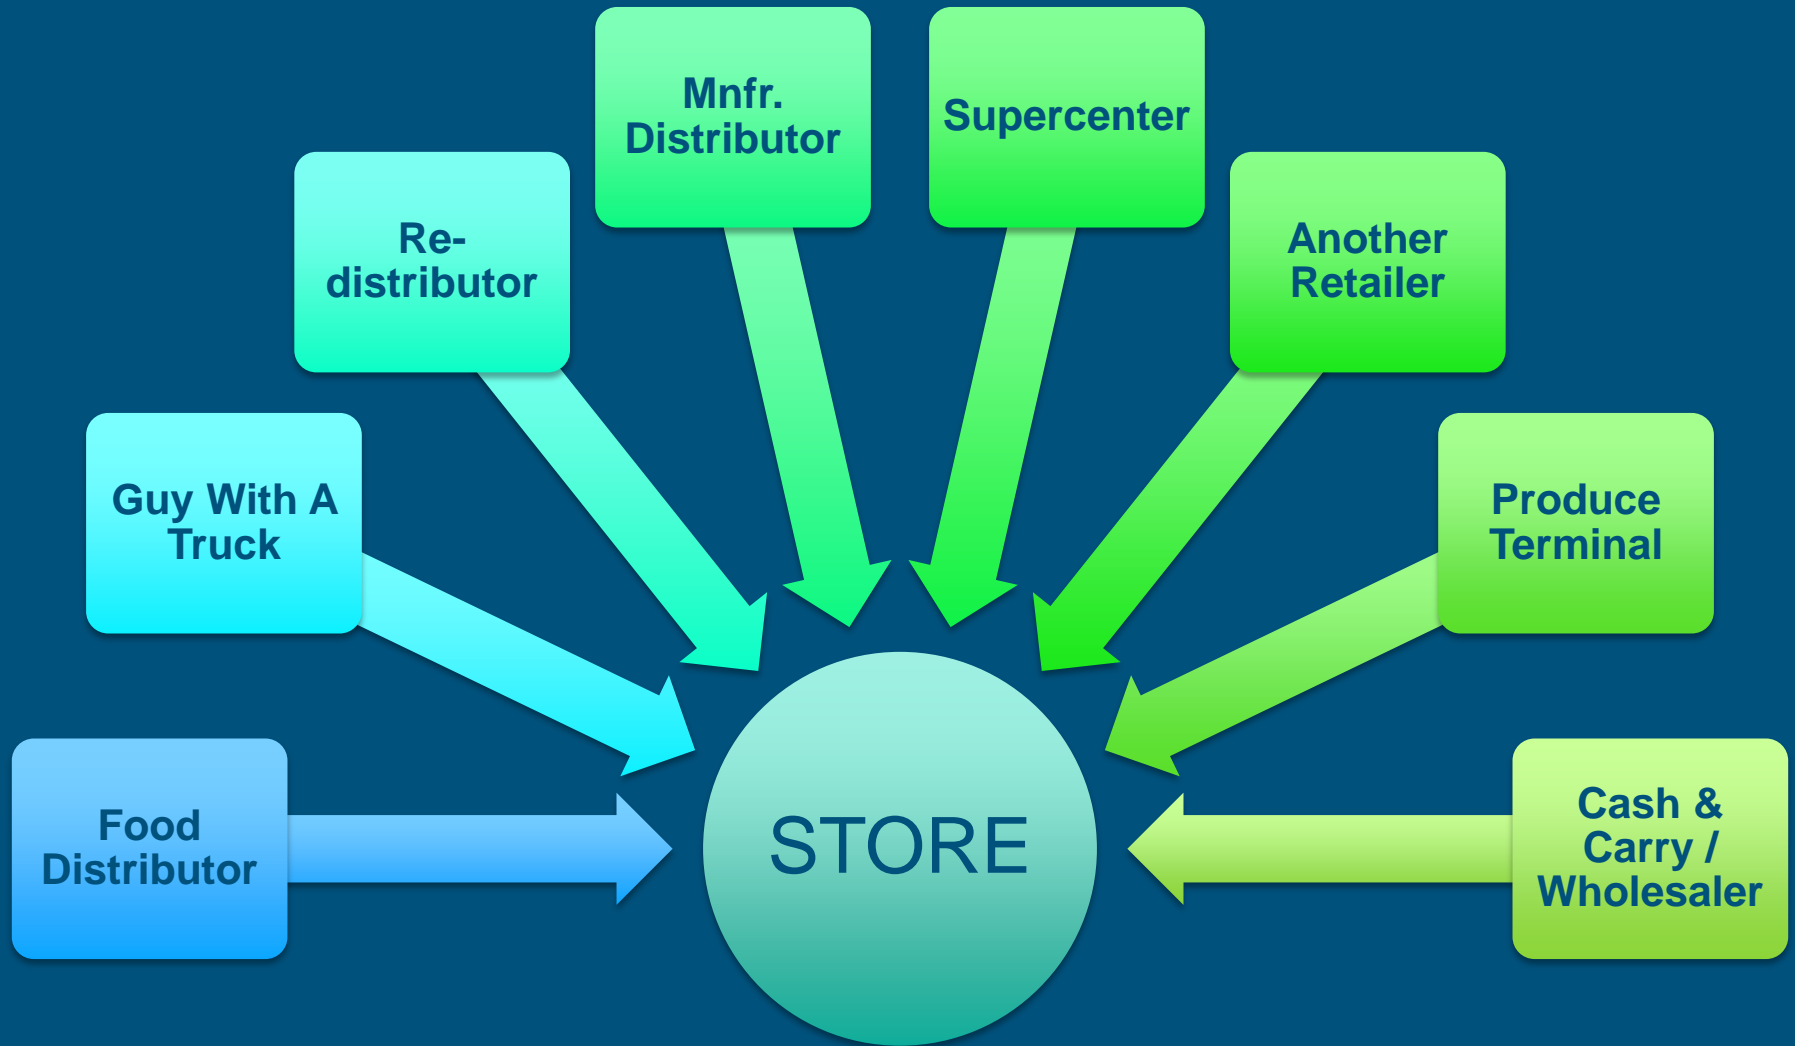 Mnfr.
Distributor
Supercenter
Re-
distributor
Another
Retailer
Guy With A
Truck
Produce
Terminal
Food
Distributor
STORE
Cash &
Carry /
Wholesaler